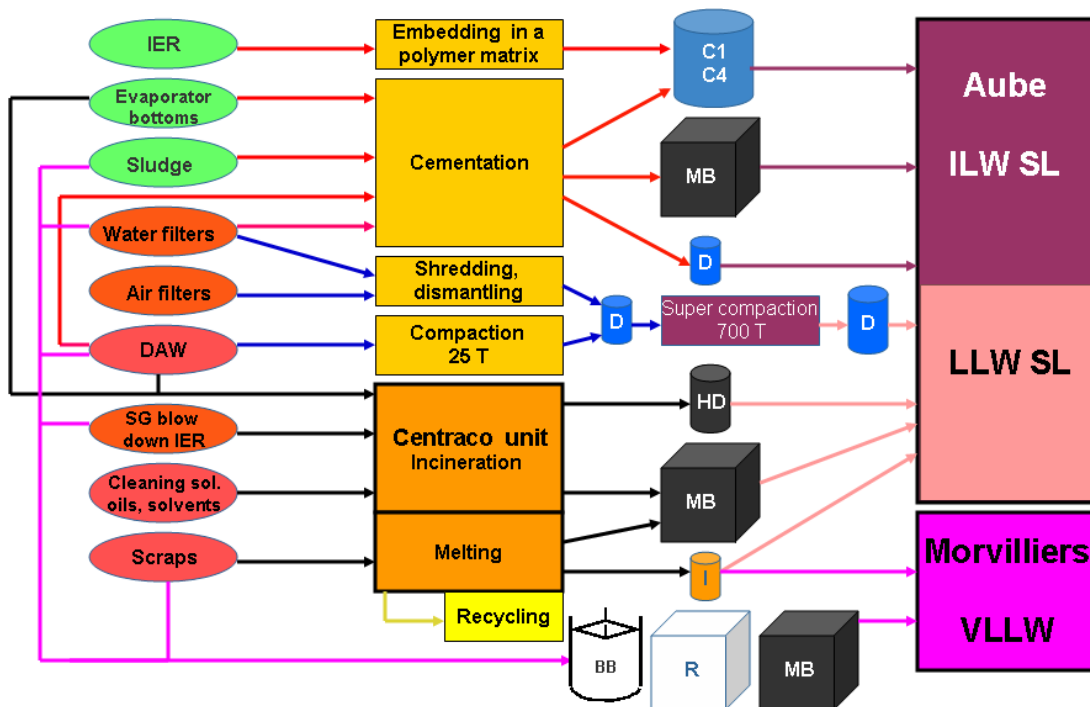 IER
Evaporator
bottoms
Sludge
Water filters
Air filters
DAW
SG blow
down IER
Cleaning sol.
oils, solvents
Scraps
Embedding in a
polymer matrix
Cementation
Shredding,
dismantling
Compaction
25 T
Centraco unit
Incineration
Melting
Recycling
C1
C4
MB
D
D
Super compaction
700 T
D
HD
MB
I
BB
R
MB
Aube
ILW SL
LLW SL
Morvilliers
VLLW